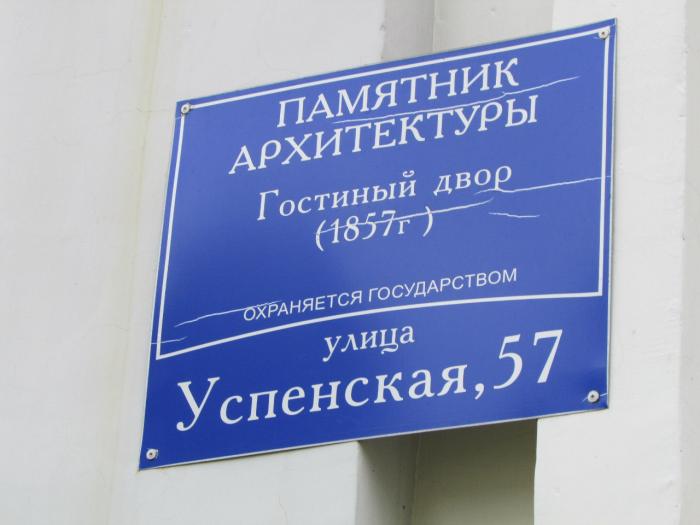 ПАМЯТНИК
АРХИТЕКТУРЫ
Гостиный двор
(1857г )
ОХРАНЯЕТСЯ ГОСУДАРСТВОМ
улица
Успенская, 57